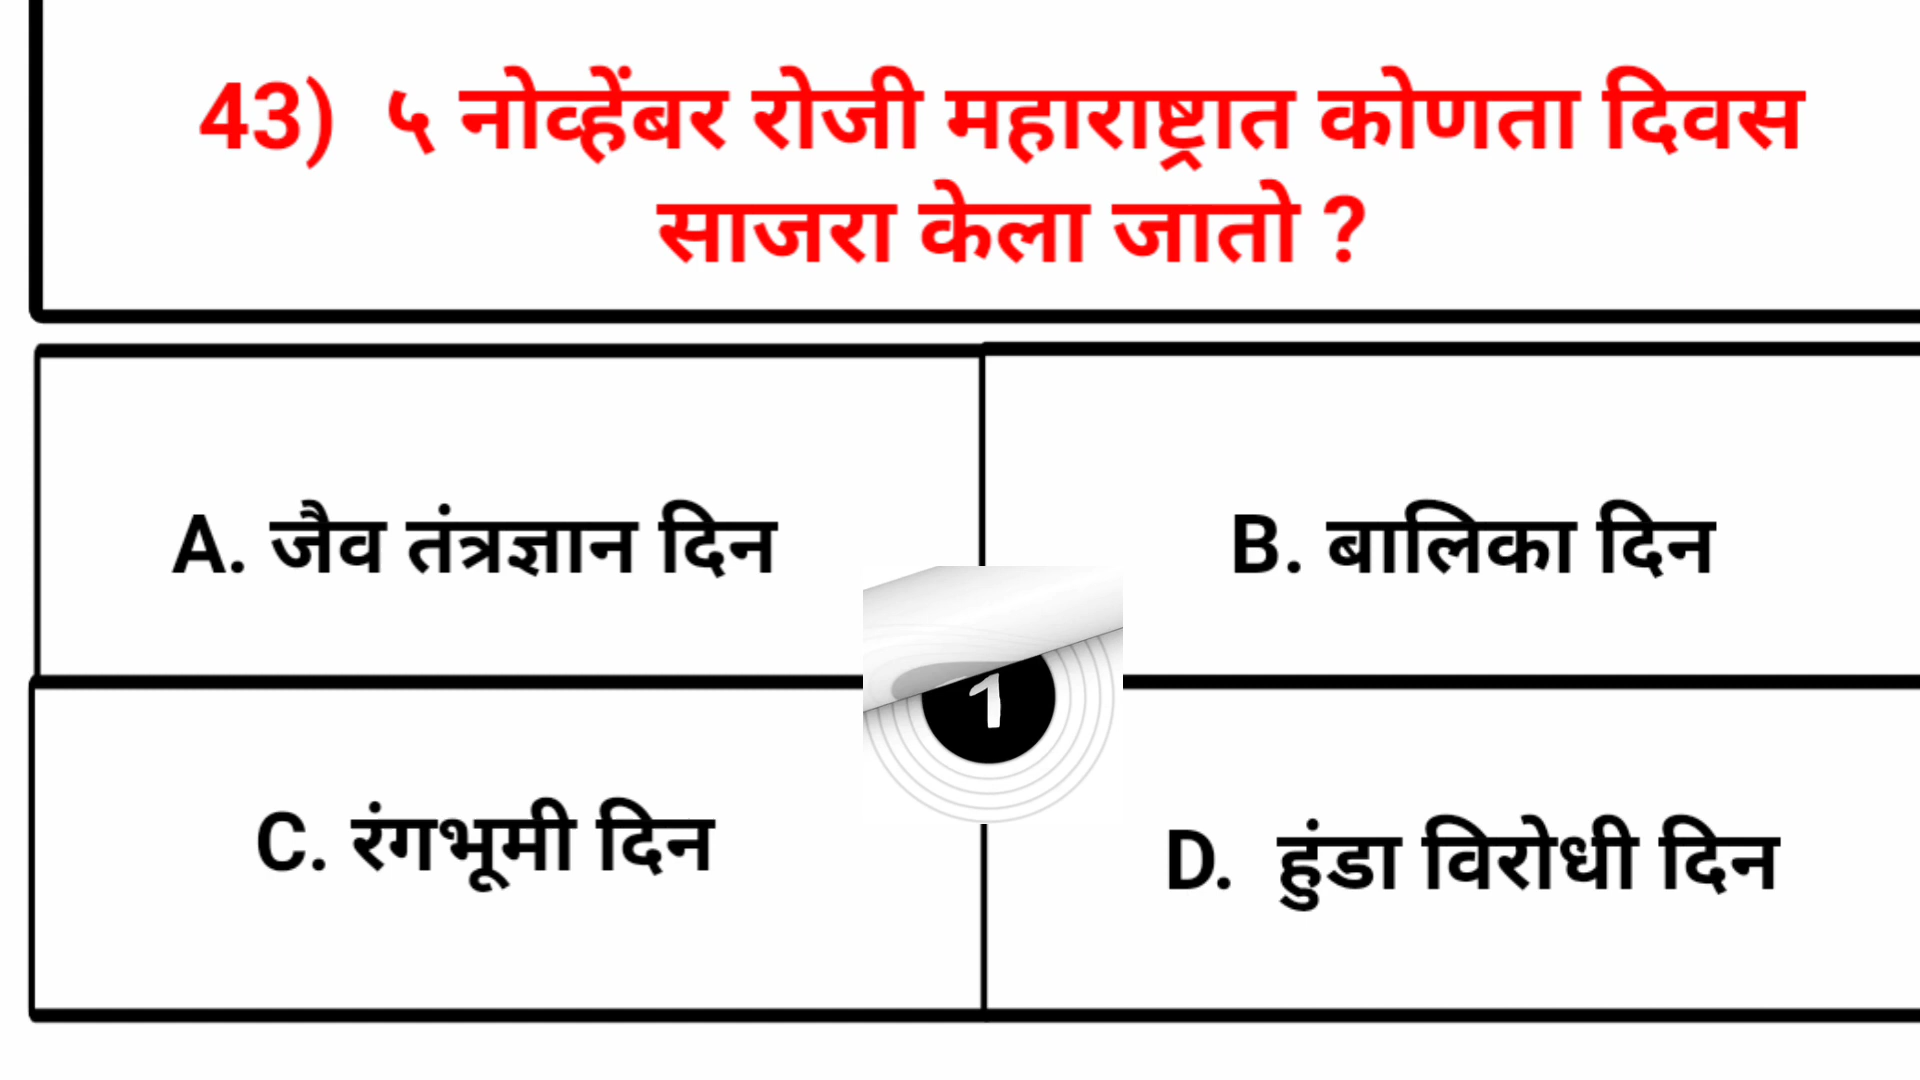 43) ५ नोव्हेंबर रोजी महाराष्ट्रात कोणता दिवस
साजरा केला जातो ?
A. जैव तंत्रज्ञान दिन
B. बालिका दिन
1
C. रंगभूमी दिन
D. हुंडा विरोधी दिन